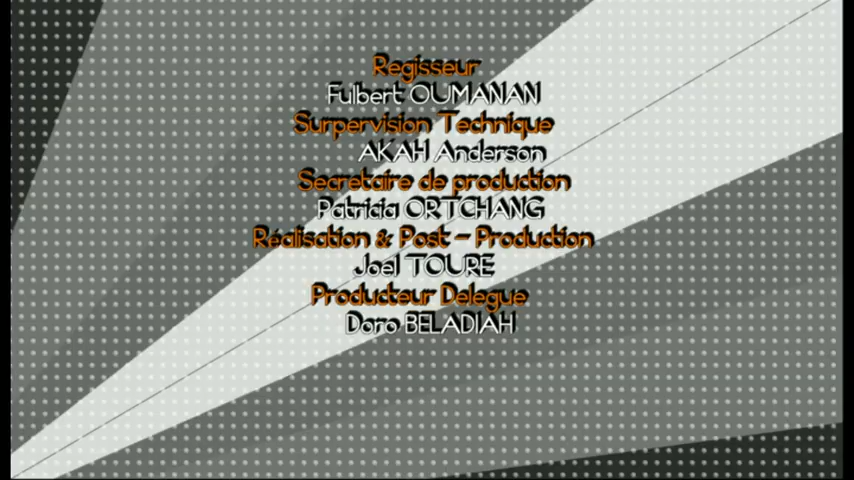 Regisseur
Fulbert OUMANAN
Surpervision Technique
AKAH Anderson
Secretaire de production
Patricia ORTCHANG
Réalisation & Post - Production
Joel TOURE
Producteur Delegue
Doro BELADIAH